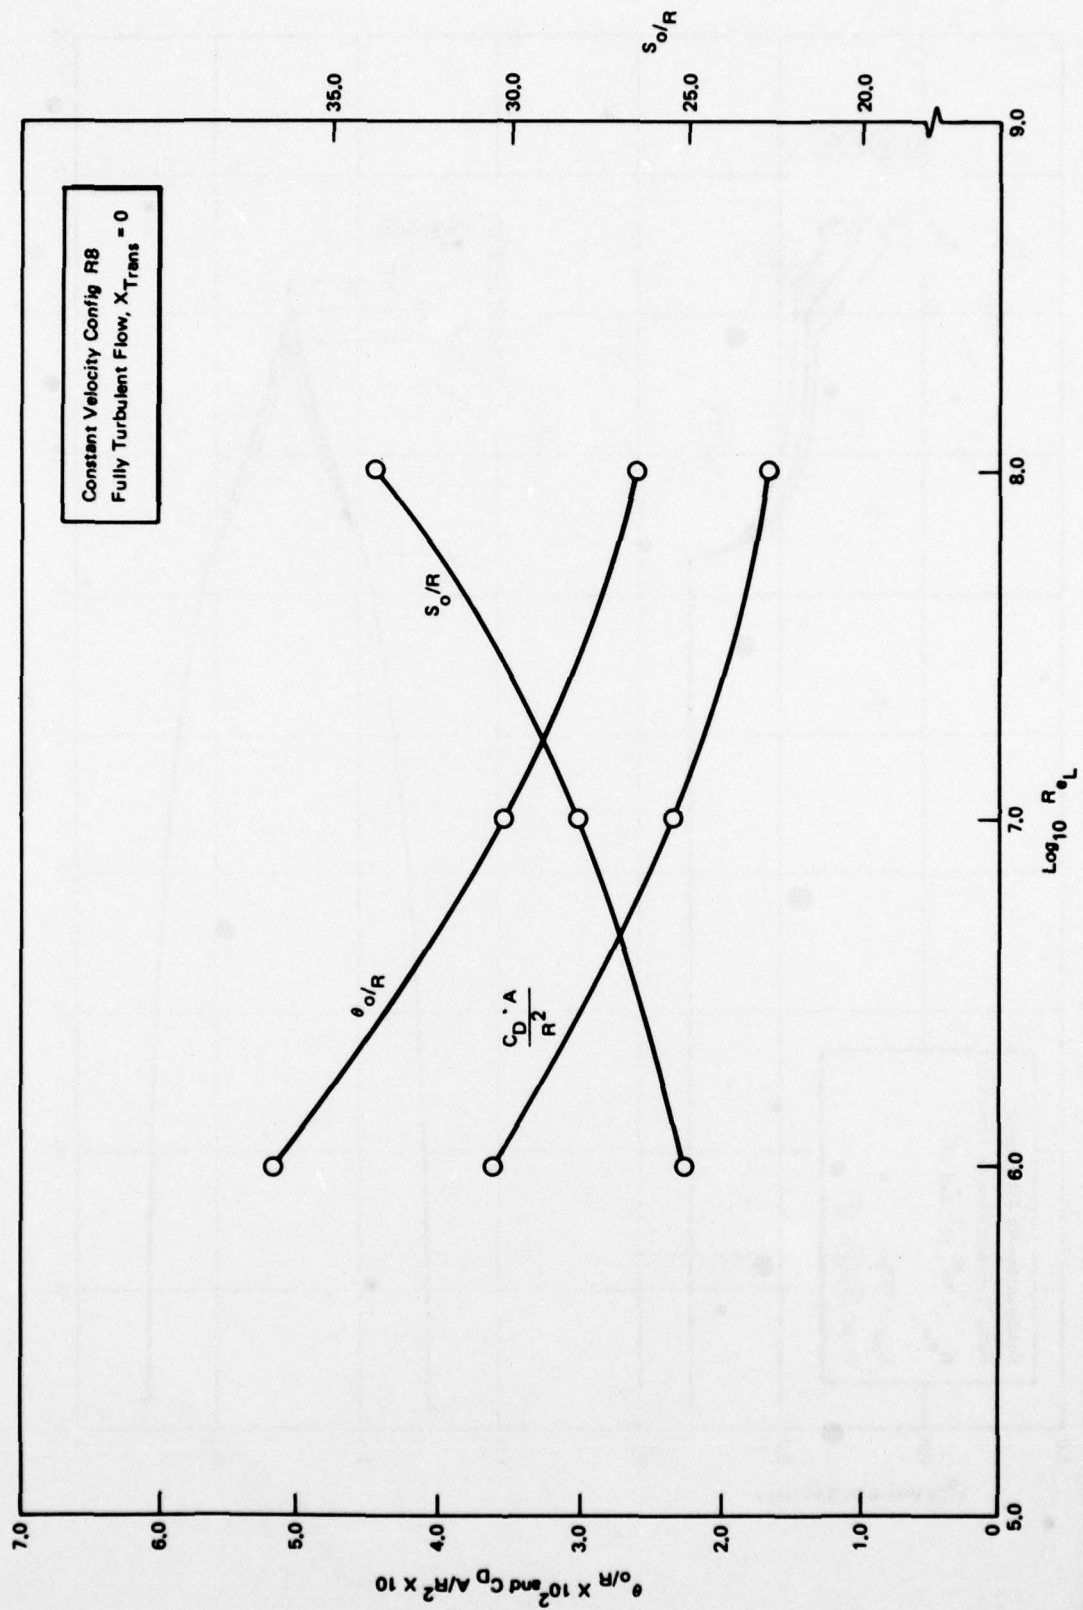 Constant Velocity Config R8
Fully Turbulent Flow, X_Trans = 0
7.0
6.0
5.0
4.0
3.0
2.0
1.0
0
θ_o/R X 10^2 and C_D A/R^2 X 10
35.0
30.0
25.0
20.0
S_o/R
θ_o/R
S_o/R
C_D · A
R^2
5.0
6.0
7.0
8.0
9.0
Log_10 R_e_L